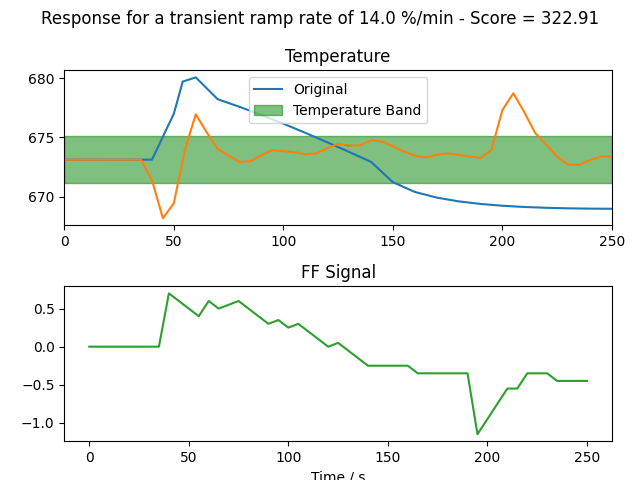 Response for a transient ramp rate of 14.0 %/min - Score = 322.91
Temperature
680
675
670
Original
Temperature Band
0 50 100 150 200 250
FF Signal
0.5
0.0
−0.5
−1.0
0 50 100 150 200 250
Time / s